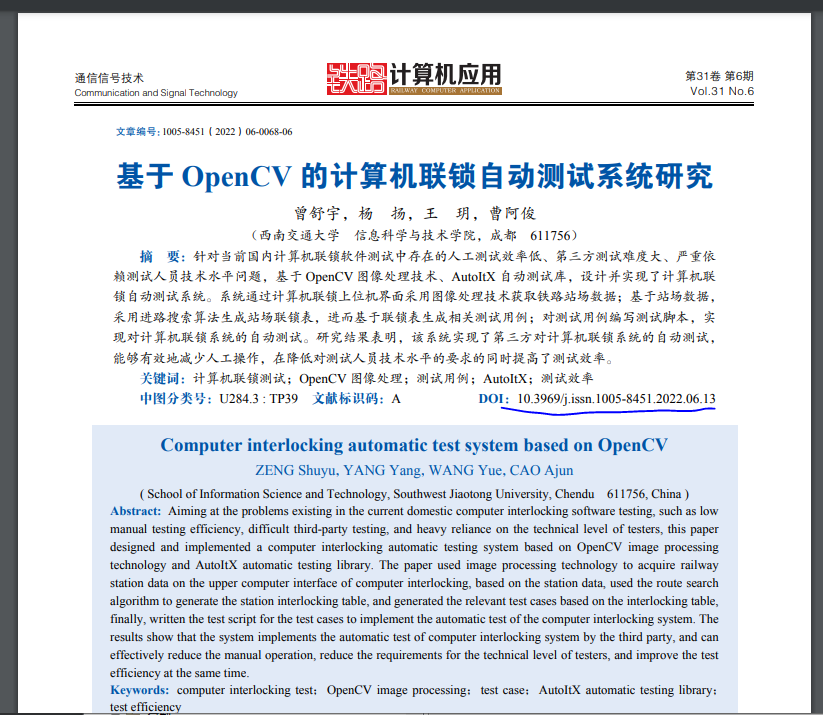 通信信号技术
Communication and Signal Technology
铁路计算机应用
RAILWAY COMPUTER APPLICATION
第31卷 第6期
Vol.31 No.6
文章编号：1005-8451（2022）06-0068-06
基于 OpenCV 的计算机联锁自动测试系统研究
曾舒宇，杨　扬，王　玥，曹阿俊
（西南交通大学　信息科学与技术学院，成都　611756）
摘　要：针对当前国内计算机联锁软件测试中存在的人工测试效率低、第三方测试难度大、严重依
赖测试人员技术水平问题，基于 OpenCV 图像处理技术、AutoItX 自动测试库，设计并实现了计算机联
锁自动测试系统。系统通过计算机联锁上位机界面采用图像处理技术获取铁路站场数据；基于站场数据，
采用进路搜索算法生成站场联锁表，进而基于联锁表生成相关测试用例；对测试用例编写测试脚本，实
现对计算机联锁系统的自动测试。研究结果表明，该系统实现了第三方对计算机联锁系统的自动测试，
能够有效地减少人工操作，在降低对测试人员技术水平的要求的同时提高了测试效率。
关键词：计算机联锁测试；OpenCV 图像处理；测试用例；AutoItX；测试效率
中图分类号：U284.3 : TP39　文献标识码：A　DOI：10.3969/j.issn.1005-8451.2022.06.13
Computer interlocking automatic test system based on OpenCV
ZENG Shuyu, YANG Yang, WANG Yue, CAO Ajun
( School of Information Science and Technology, Southwest Jiaotong University, Chendu　611756, China )
Abstract: Aiming at the problems existing in the current domestic computer interlocking software testing, such as low
manual testing efficiency, difficult third-party testing, and heavy reliance on the technical level of testers, this paper
designed and implemented a computer interlocking automatic testing system based on OpenCV image processing
technology and AutoItX automatic testing library. The paper used image processing technology to acquire railway
station data on the upper computer interface of computer interlocking, based on the station data, used the route search
algorithm to generate the station interlocking table, and generated the relevant test cases based on the interlocking table,
finally, written the test script for the test cases to implement the automatic test of the computer interlocking system. The
results show that the system implements the automatic test of computer interlocking system by the third party, and can
effectively reduce the manual operation, reduce the requirements for the technical level of testers, and improve the test
efficiency at the same time.
Keywords: computer interlocking test；OpenCV image processing；test case；AutoItX automatic testing library；
test efficiency